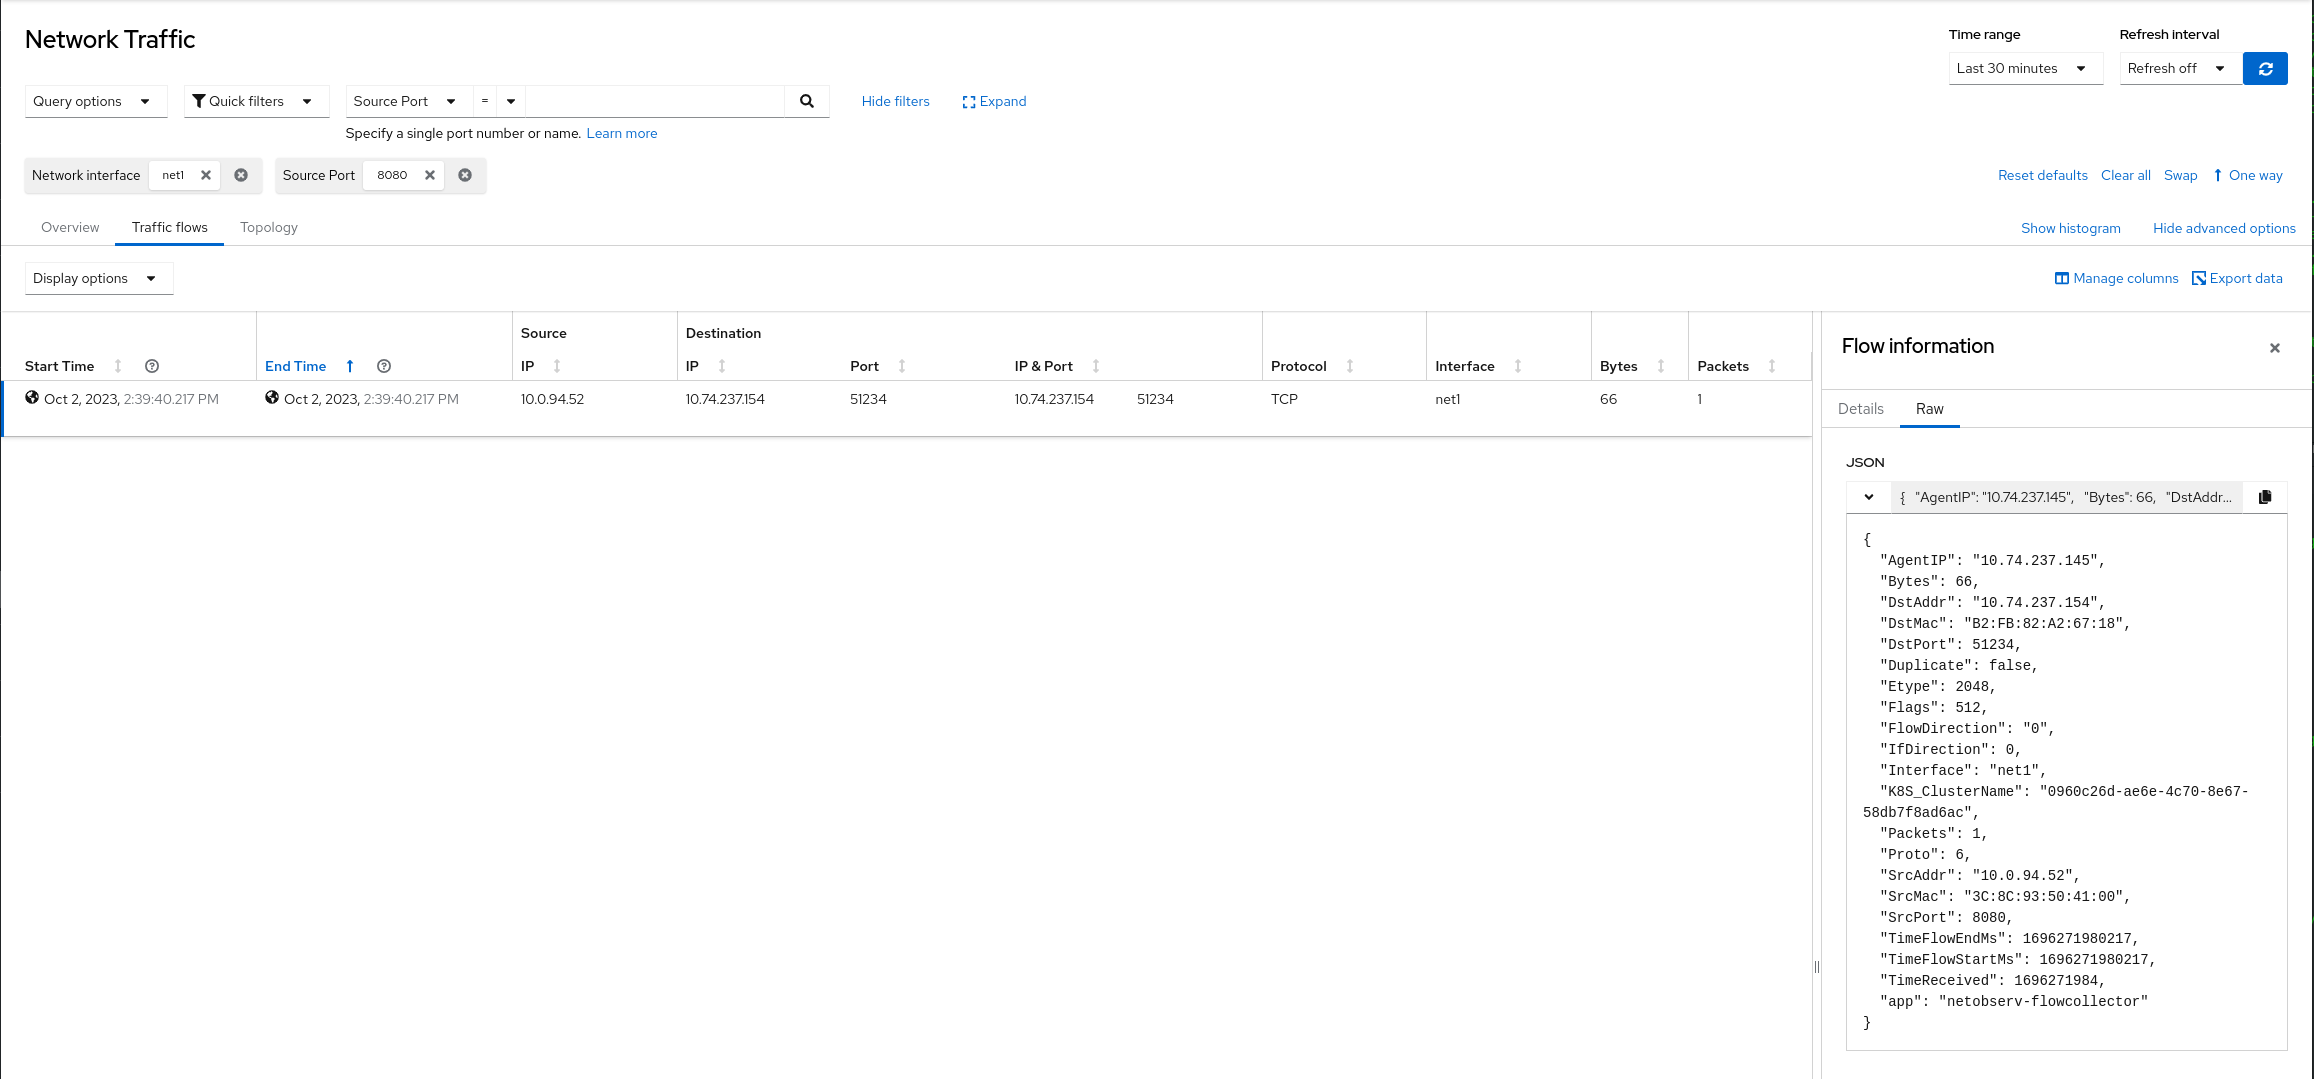 Network Traffic
Time range
Refresh interval
Last 30 minutes
Refresh off
Query options
Quick filters
Source Port
=
Hide filters
Expand
Specify a single port number or name. Learn more
Network interface net1
Source Port 8080
Reset defaults
Clear all
Swap
One way
Overview
Traffic flows
Topology
Show histogram
Hide advanced options
Display options
Manage columns
Export data
Source
Destination
Start Time
End Time
IP
IP
Port
IP & Port
Protocol
Interface
Bytes
Packets
Oct 2, 2023, 2:39:40.217 PM
Oct 2, 2023, 2:39:40.217 PM
10.0.94.52
10.74.237.154
51234
10.74.237.154
51234
TCP
net1
66
1
Flow information
Details
Raw
JSON
{ "AgentIP": "10.74.237.145", "Bytes": 66, "DstAddr...
{
"AgentIP": "10.74.237.145",
"Bytes": 66,
"DstAddr": "10.74.237.154",
"DstMac": "B2:FB:82:A2:67:18",
"DstPort": 51234,
"Duplicate": false,
"Etype": 2048,
"Flags": 512,
"FlowDirection": "0",
"IfDirection": 0,
"Interface": "net1",
"K8S_ClusterName": "0960c26d-ae6e-4c70-8e67-
58db7f8ad6ac",
"Packets": 1,
"Proto": 6,
"SrcAddr": "10.0.94.52",
"SrcMac": "3C:8C:93:50:41:00",
"SrcPort": 8080,
"TimeFlowEndMs": 1696271980217,
"TimeFlowStartMs": 1696271980217,
"TimeReceived": 1696271984,
"app": "netobserv-flowcollector"
}